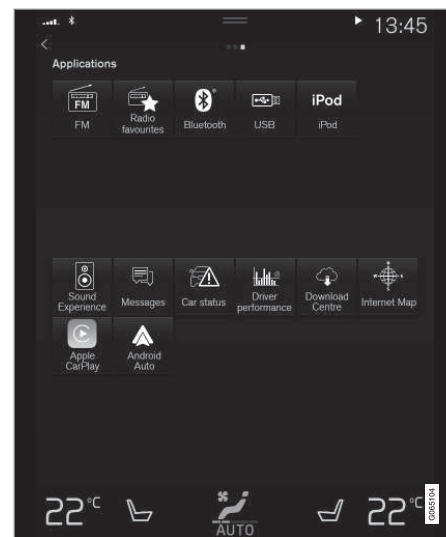 13:45
Applications
FM
FM
Radio
favourites
Bluetooth
USB
iPod
iPod
Sound
Experience
Messages
Car status
Driver
performance
Download
Centre
Internet Map
Apple
CarPlay
Android
Auto
22°C
AUTO
22°C
G065104